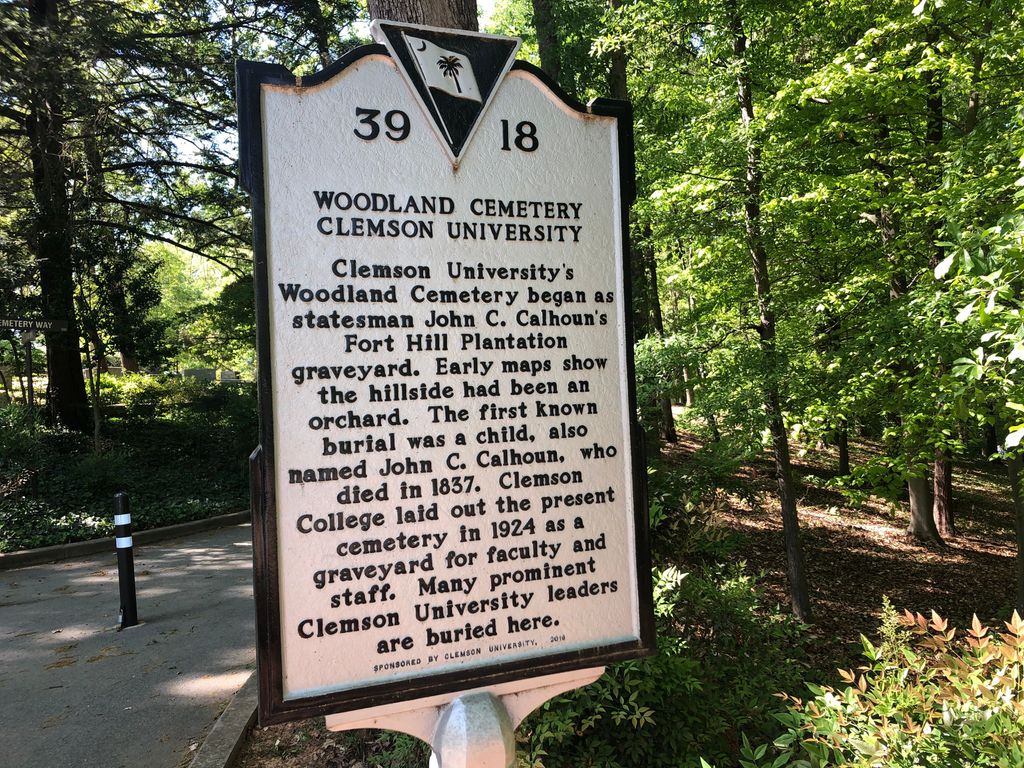 39 18
WOODLAND CEMETERY
CLEMSON UNIVERSITY
Clemson University's
Woodland Cemetery began as
statesman John C. Calhoun's
Fort Hill Plantation
graveyard. Early maps show
the hillside had been an
orchard. The first known
burial was a child, also
named John C. Calhoun, who
died in 1837. Clemson
College laid out the present
cemetery in 1924 as a
graveyard for faculty and
staff. Many prominent
Clemson University leaders
are buried here.
SPONSORED BY CLEMSON UNIVERSITY, 2016
EMETERY WAY